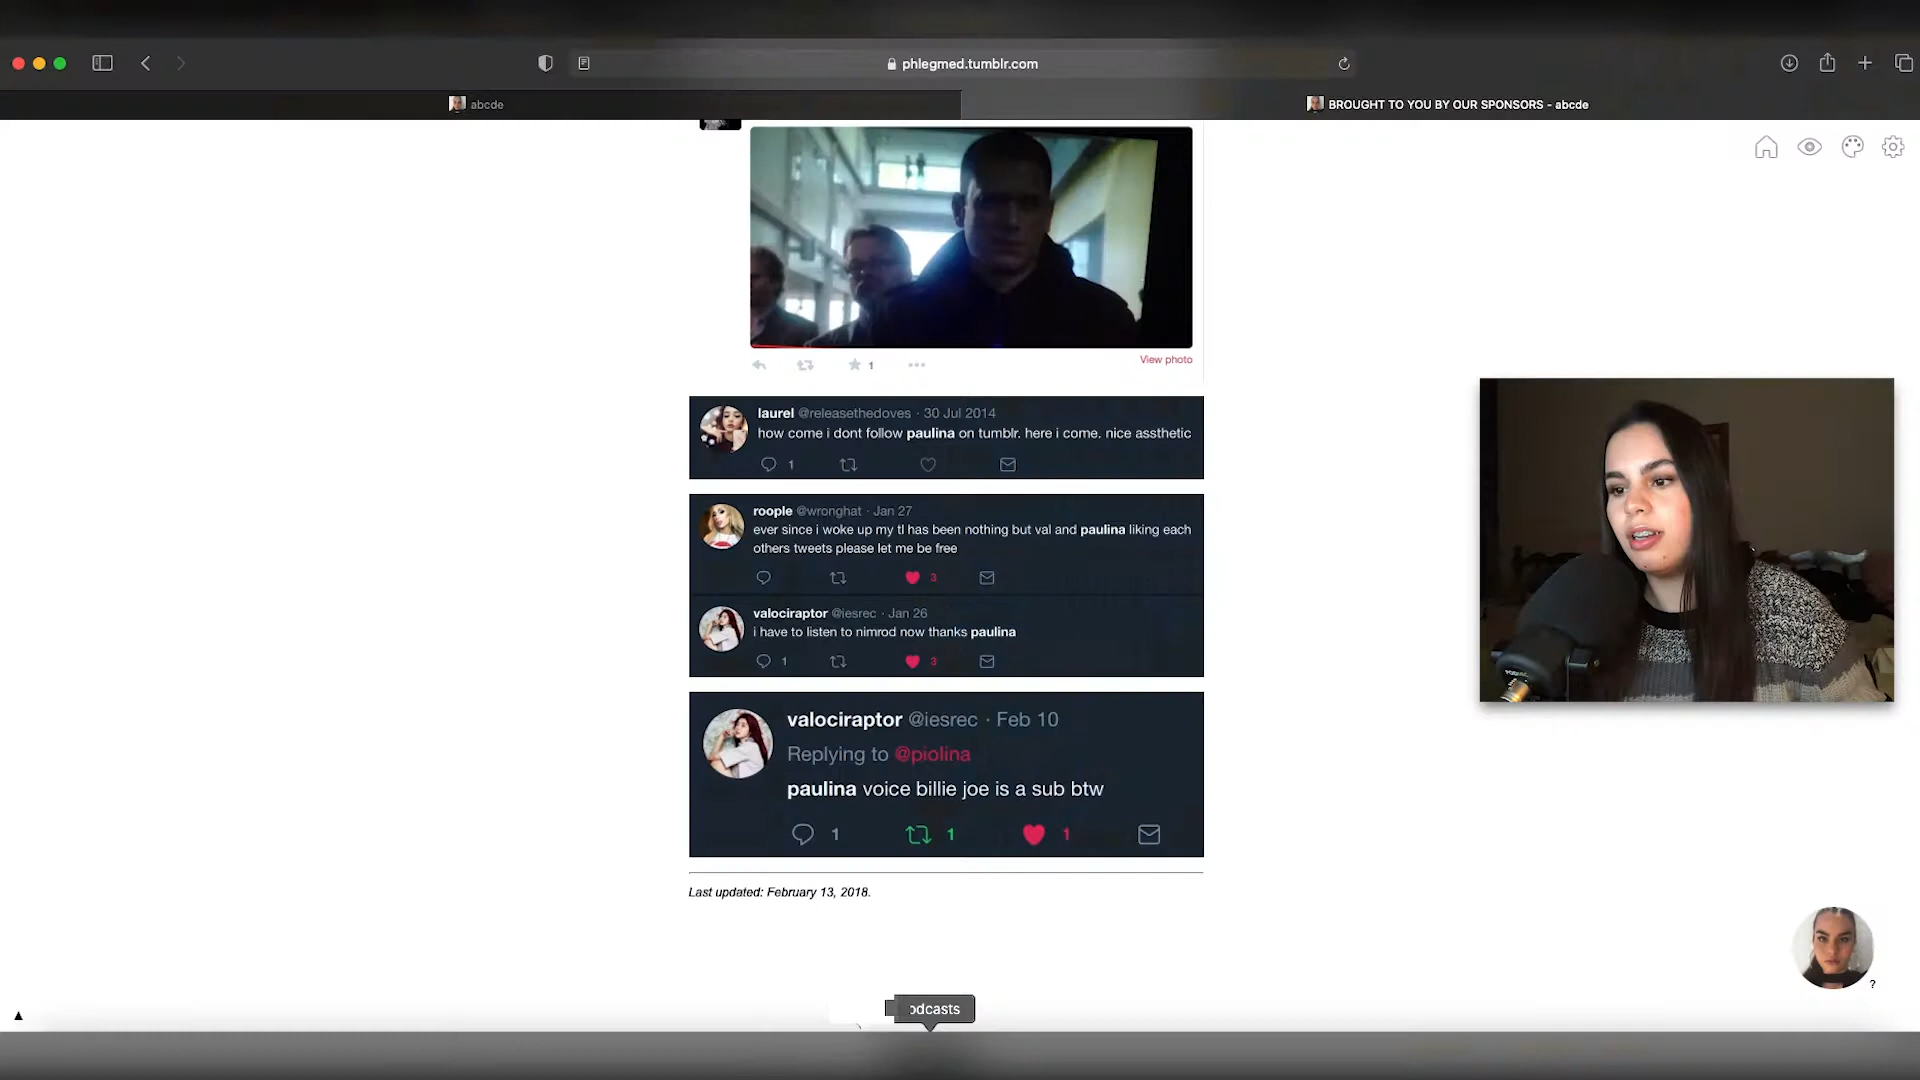 phlegmed.tumblr.com
abcde
BROUGHT TO YOU BY OUR SPONSORS - abcde
1
View photo
laurel @releasethedoves · 30 Jul 2014
how come i dont follow paulina on tumblr. here i come. nice assthetic
1
roople @wronghat · Jan 27
ever since i woke up my tl has been nothing but val and paulina liking each
others tweets please let me be free
3
valociraptor @iesrec · Jan 26
i have to listen to nimrod now thanks paulina
1 3
valociraptor @iesrec · Feb 10
Replying to @piolina
paulina voice billie joe is a sub btw
1 1 1
Last updated: February 13, 2018.
?
odcasts